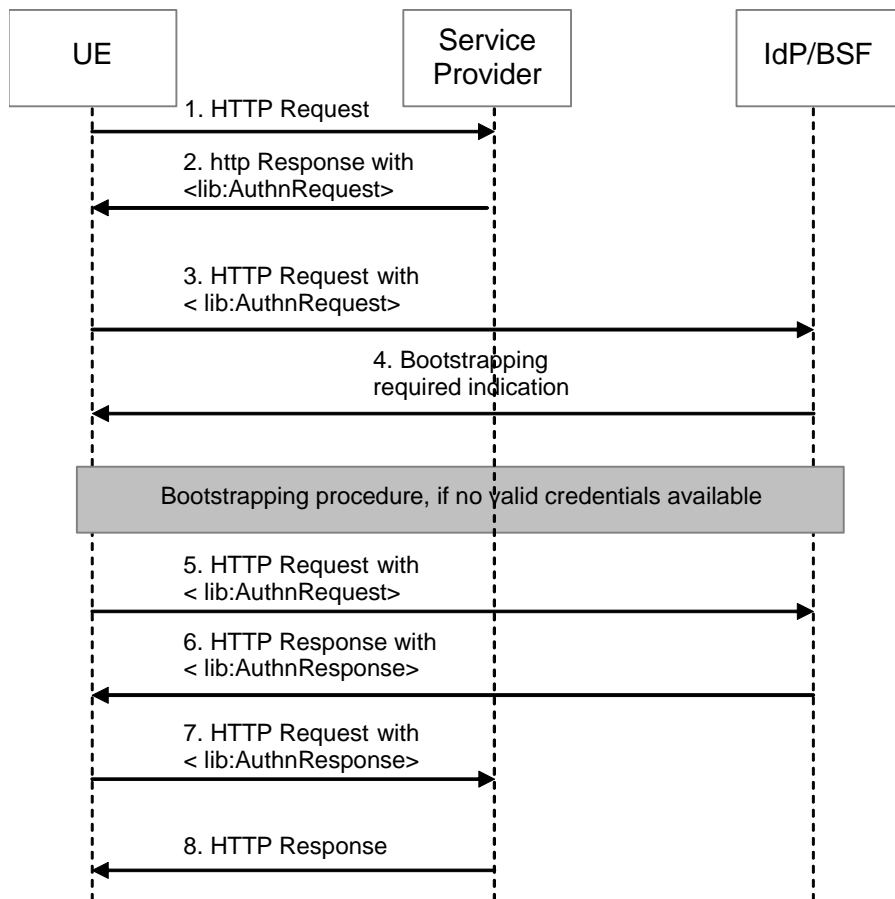 UE
Service
Provider
IdP/BSF
1. HTTP Request
2. http Response with
<lib:AuthnRequest>
3. HTTP Request with
< lib:AuthnRequest>
4. Bootstrapping
required indication
Bootstrapping procedure, if no valid credentials available
5. HTTP Request with
< lib:AuthnRequest>
6. HTTP Response with
< lib:AuthnResponse>
7. HTTP Request with
< lib:AuthnResponse>
8. HTTP Response